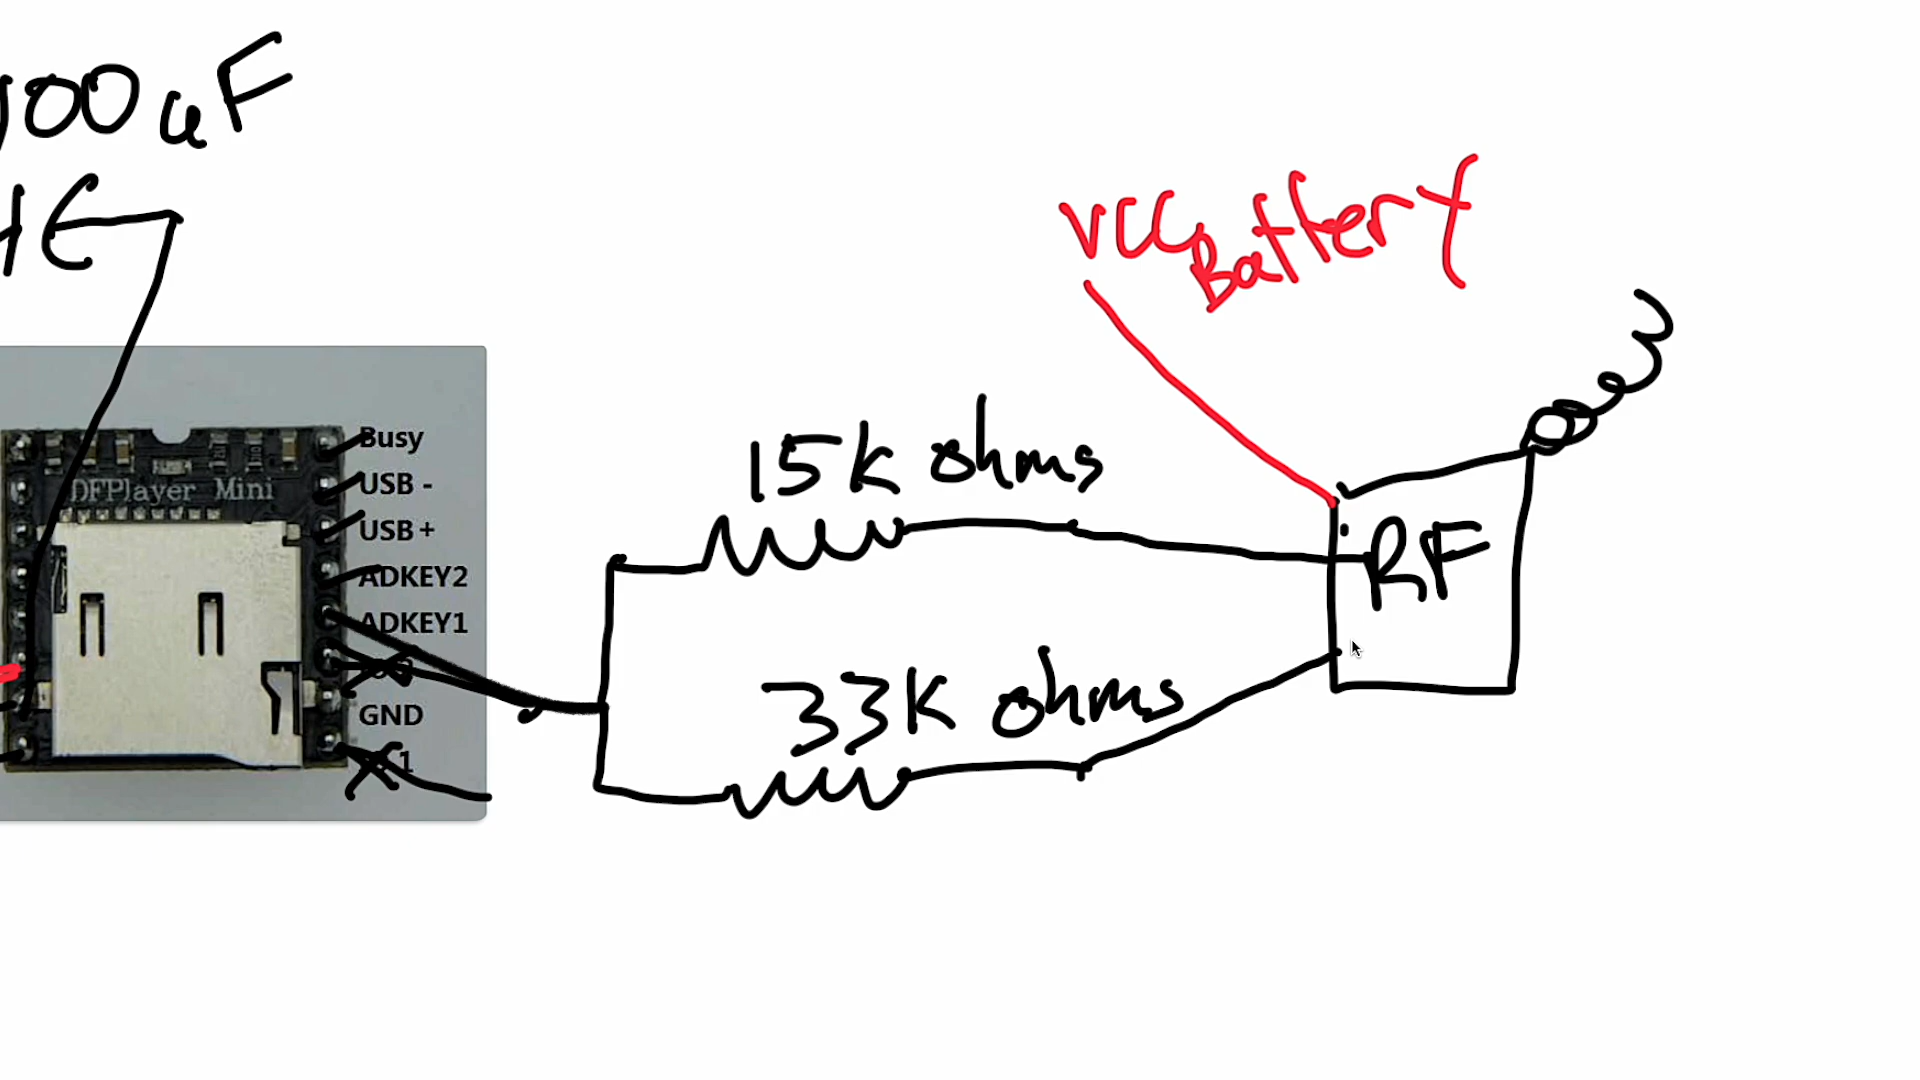 00uF
VCC
Battery
15K ohms
RF
33K ohms
DFPlayer Mini
Busy
USB -
USB +
ADKEY2
ADKEY1
GND